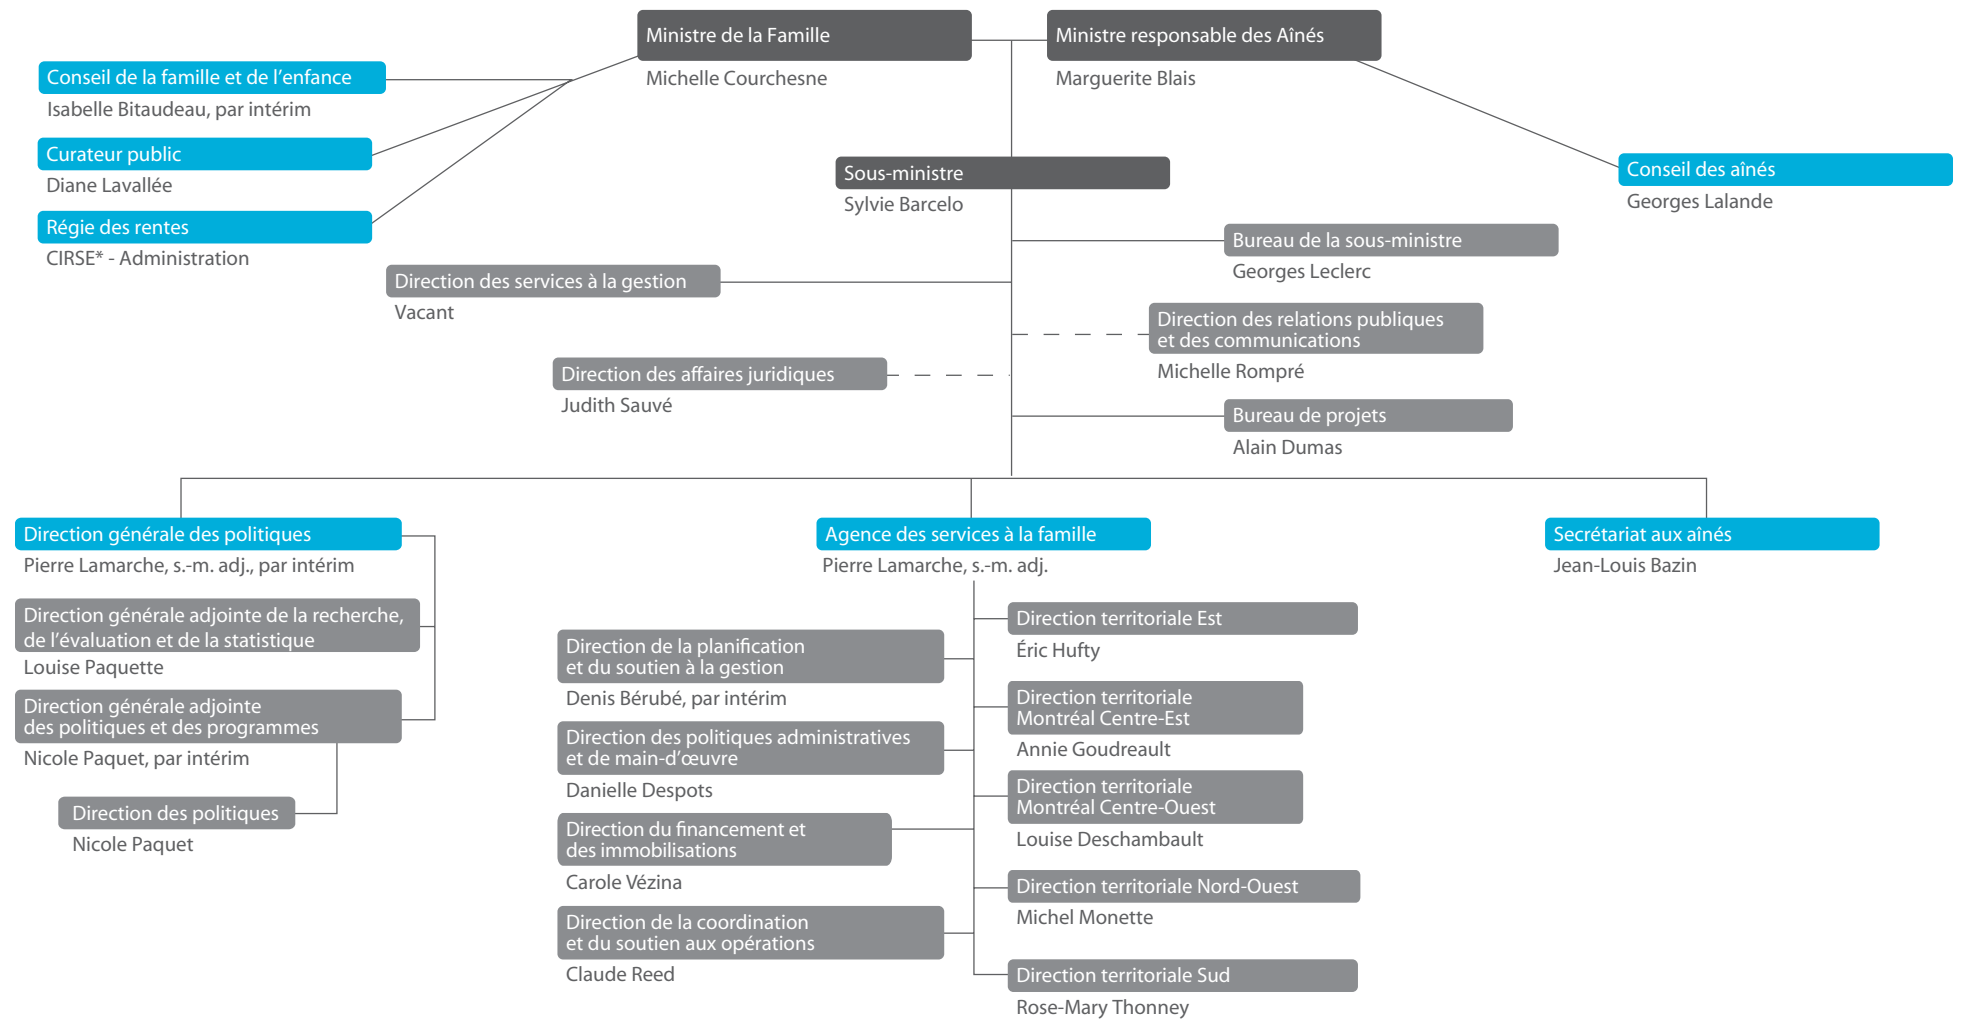 Ministre de la Famille
Michelle Courchesne
Ministre responsable des Aînés
Marguerite Blais
Conseil de la famille et de l'enfance
Isabelle Bitaudeau, par intérim
Curateur public
Diane Lavallée
Régie des rentes
CIRSE* - Administration
Sous-ministre
Sylvie Barcelo
Conseil des aînés
Georges Lalande
Bureau de la sous-ministre
Georges Leclerc
Direction des services à la gestion
Vacant
Direction des relations publiques
et des communications
Michelle Rompré
Direction des affaires juridiques
Judith Sauvé
Bureau de projets
Alain Dumas
Direction générale des politiques
Pierre Lamarche, s.-m. adj., par intérim
Direction générale adjointe de la recherche,
de l'évaluation et de la statistique
Louise Paquette
Direction générale adjointe
des politiques et des programmes
Nicole Paquet, par intérim
Direction des politiques
Nicole Paquet
Agence des services à la famille
Pierre Lamarche, s.-m. adj.
Direction de la planification
et du soutien à la gestion
Denis Bérubé, par intérim
Direction des politiques administratives
et de main-d'œuvre
Danielle Despots
Direction du financement et
des immobilisations
Carole Vézina
Direction de la coordination
et du soutien aux opérations
Claude Reed
Direction territoriale Est
Éric Hufty
Direction territoriale
Montréal Centre-Est
Annie Goudreault
Direction territoriale
Montréal Centre-Ouest
Louise Deschambault
Direction territoriale Nord-Ouest
Michel Monette
Direction territoriale Sud
Rose-Mary Thonney
Secrétariat aux aînés
Jean-Louis Bazin